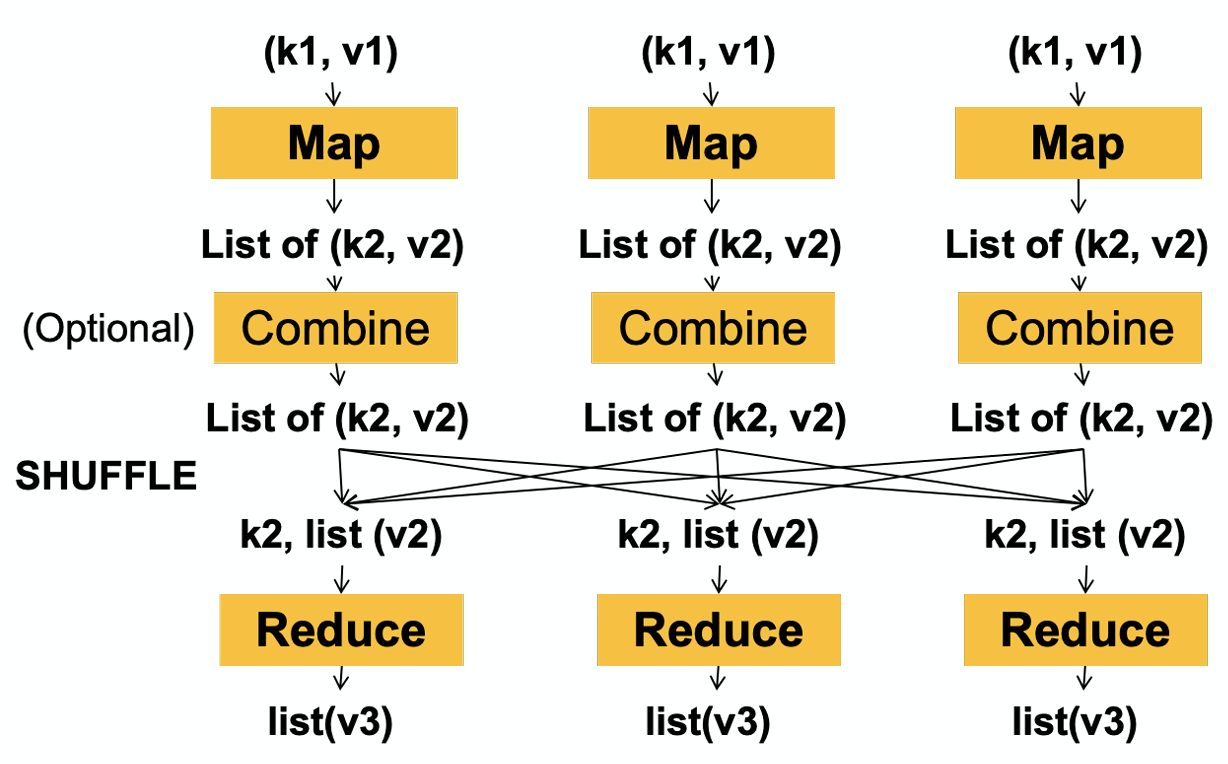 (k1, v1) (k1, v1) (k1, v1)
Map Map Map
List of (k2, v2) List of (k2, v2) List of (k2, v2)
(Optional) Combine Combine Combine
List of (k2, v2) List of (k2, v2) List of (k2, v2)
SHUFFLE
k2, list (v2) k2, list (v2) k2, list (v2)
Reduce Reduce Reduce
list(v3) list(v3) list(v3)